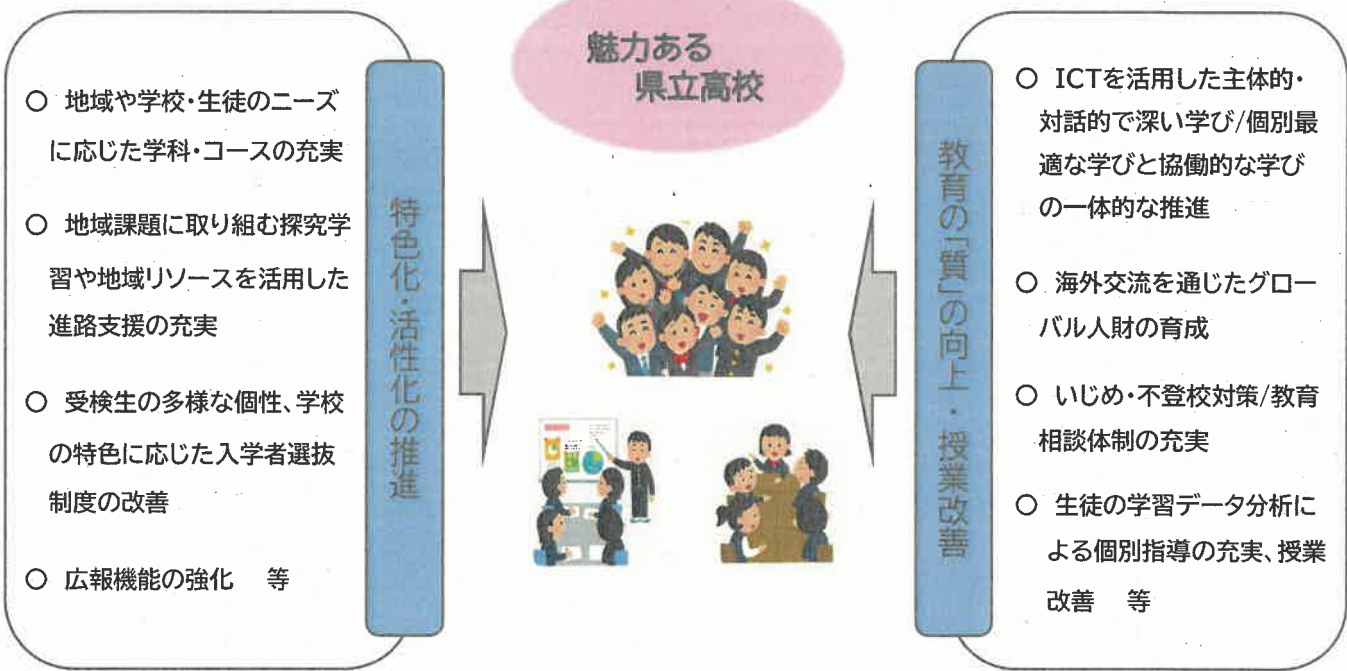 魅力ある
県立高校
○ 地域や学校・生徒のニーズ
に応じた学科・コースの充実
○ 地域課題に取り組む探究学
習や地域リソースを活用した
進路支援の充実
○ 受検生の多様な個性、学校
の特色に応じた入学者選抜
制度の改善
○ 広報機能の強化 等
特色化・活性化の推進
教育の「質」の向上・授業改善
○ ICTを活用した主体的・
対話的で深い学び/個別最
適な学びと協働的な学び
の一体的な推進
○ 海外交流を通じたグロー
バル人財の育成
○ いじめ・不登校対策/教育
相談体制の充実
○ 生徒の学習データ分析に
よる個別指導の充実、授業
改善 等